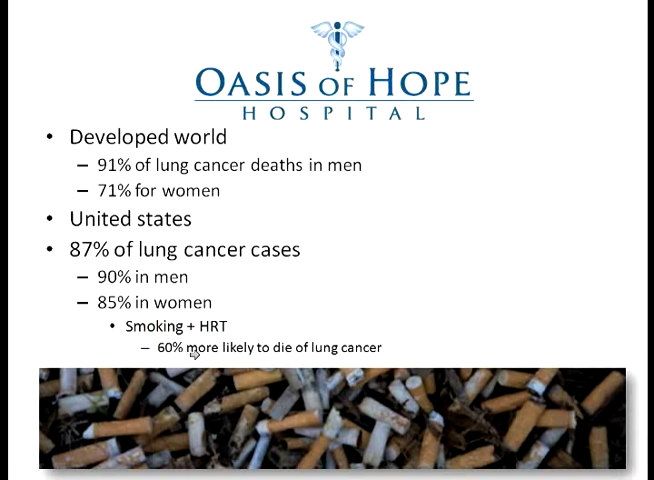 OASIS OF HOPE
HOSPITAL
• Developed world
– 91% of lung cancer deaths in men
– 71% for women
• United states
• 87% of lung cancer cases
– 90% in men
– 85% in women
• Smoking + HRT
– 60% more likely to die of lung cancer